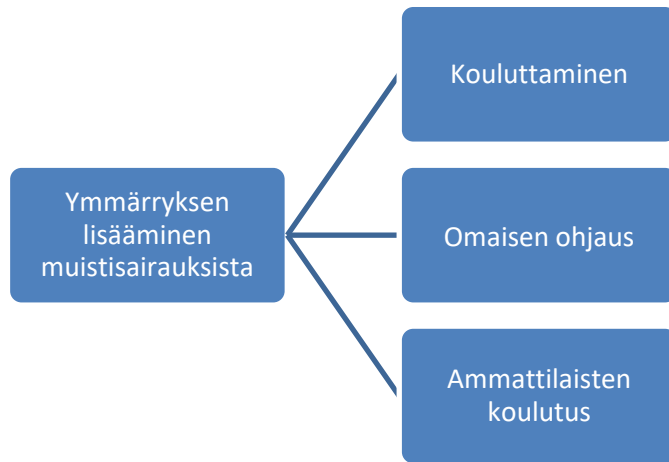 Kouluttaminen
Ymmärryksen
lisääminen
muistisairauksista
Omaisen ohjaus
Ammattilaisten
koulutus